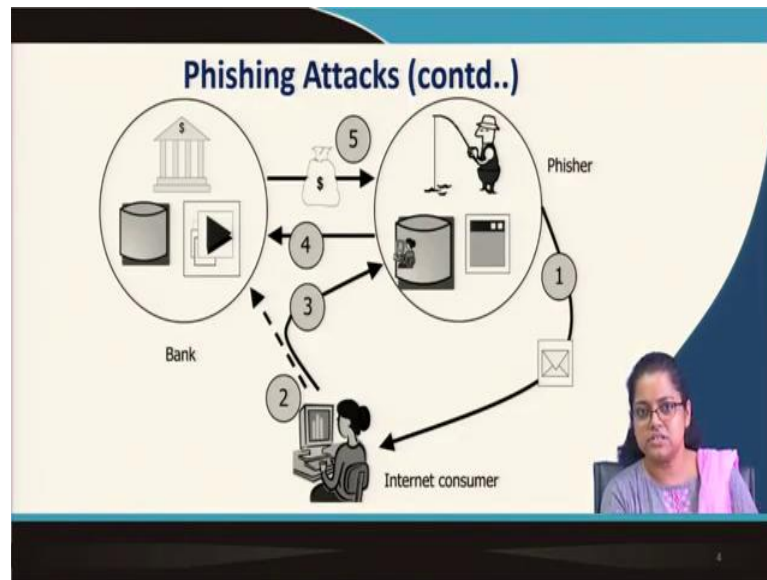 Phishing Attacks (contd..)
$
5
Phisher
$
4
1
3
Bank
2
Internet consumer
4